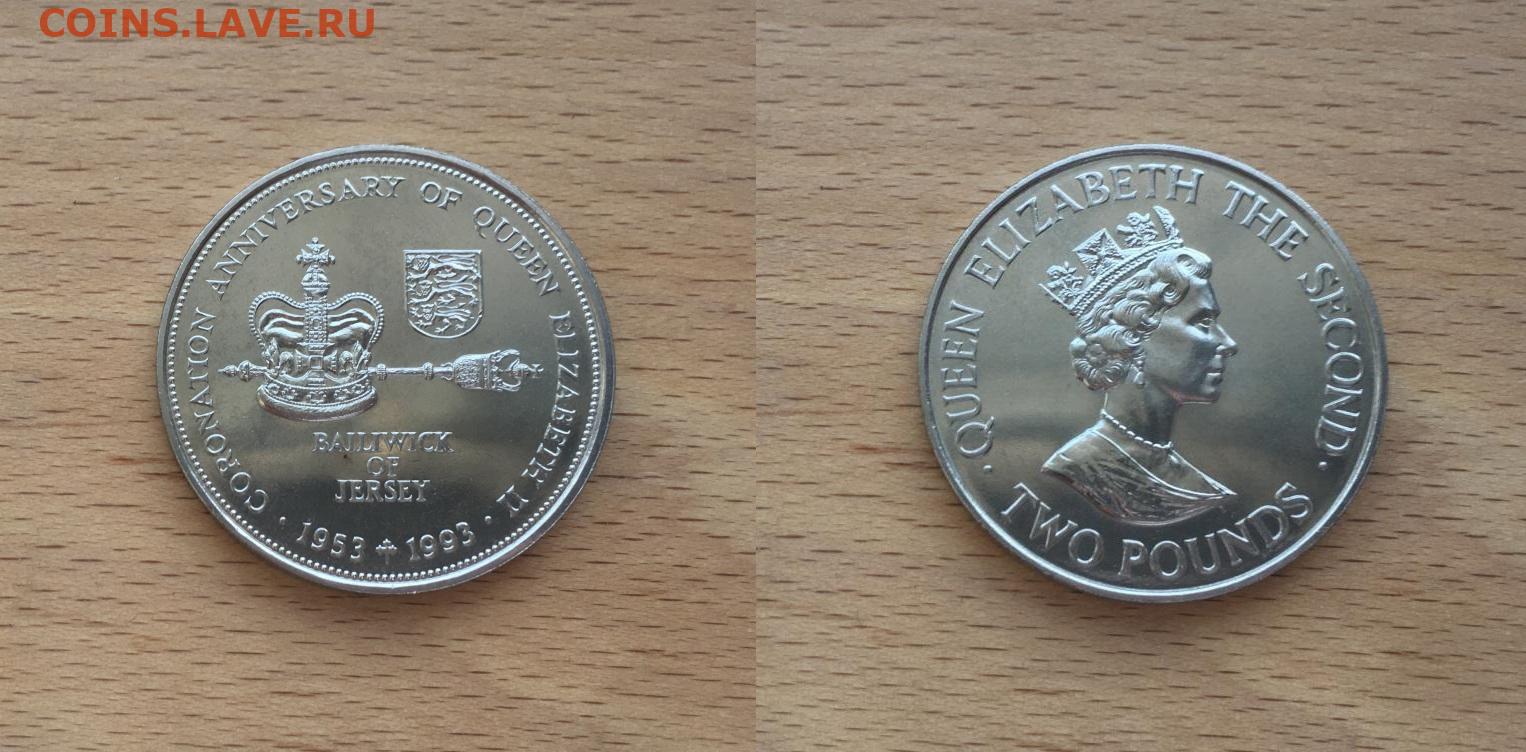 COINS.LAVE.RU
CORONATION ANNIVERSARY OF QUEEN ELIZABETH II
BAILIWICK
OF
JERSEY
· 1953 ✢ 1993 ·
· QUEEN ELIZABETH THE SECOND ·
TWO POUNDS